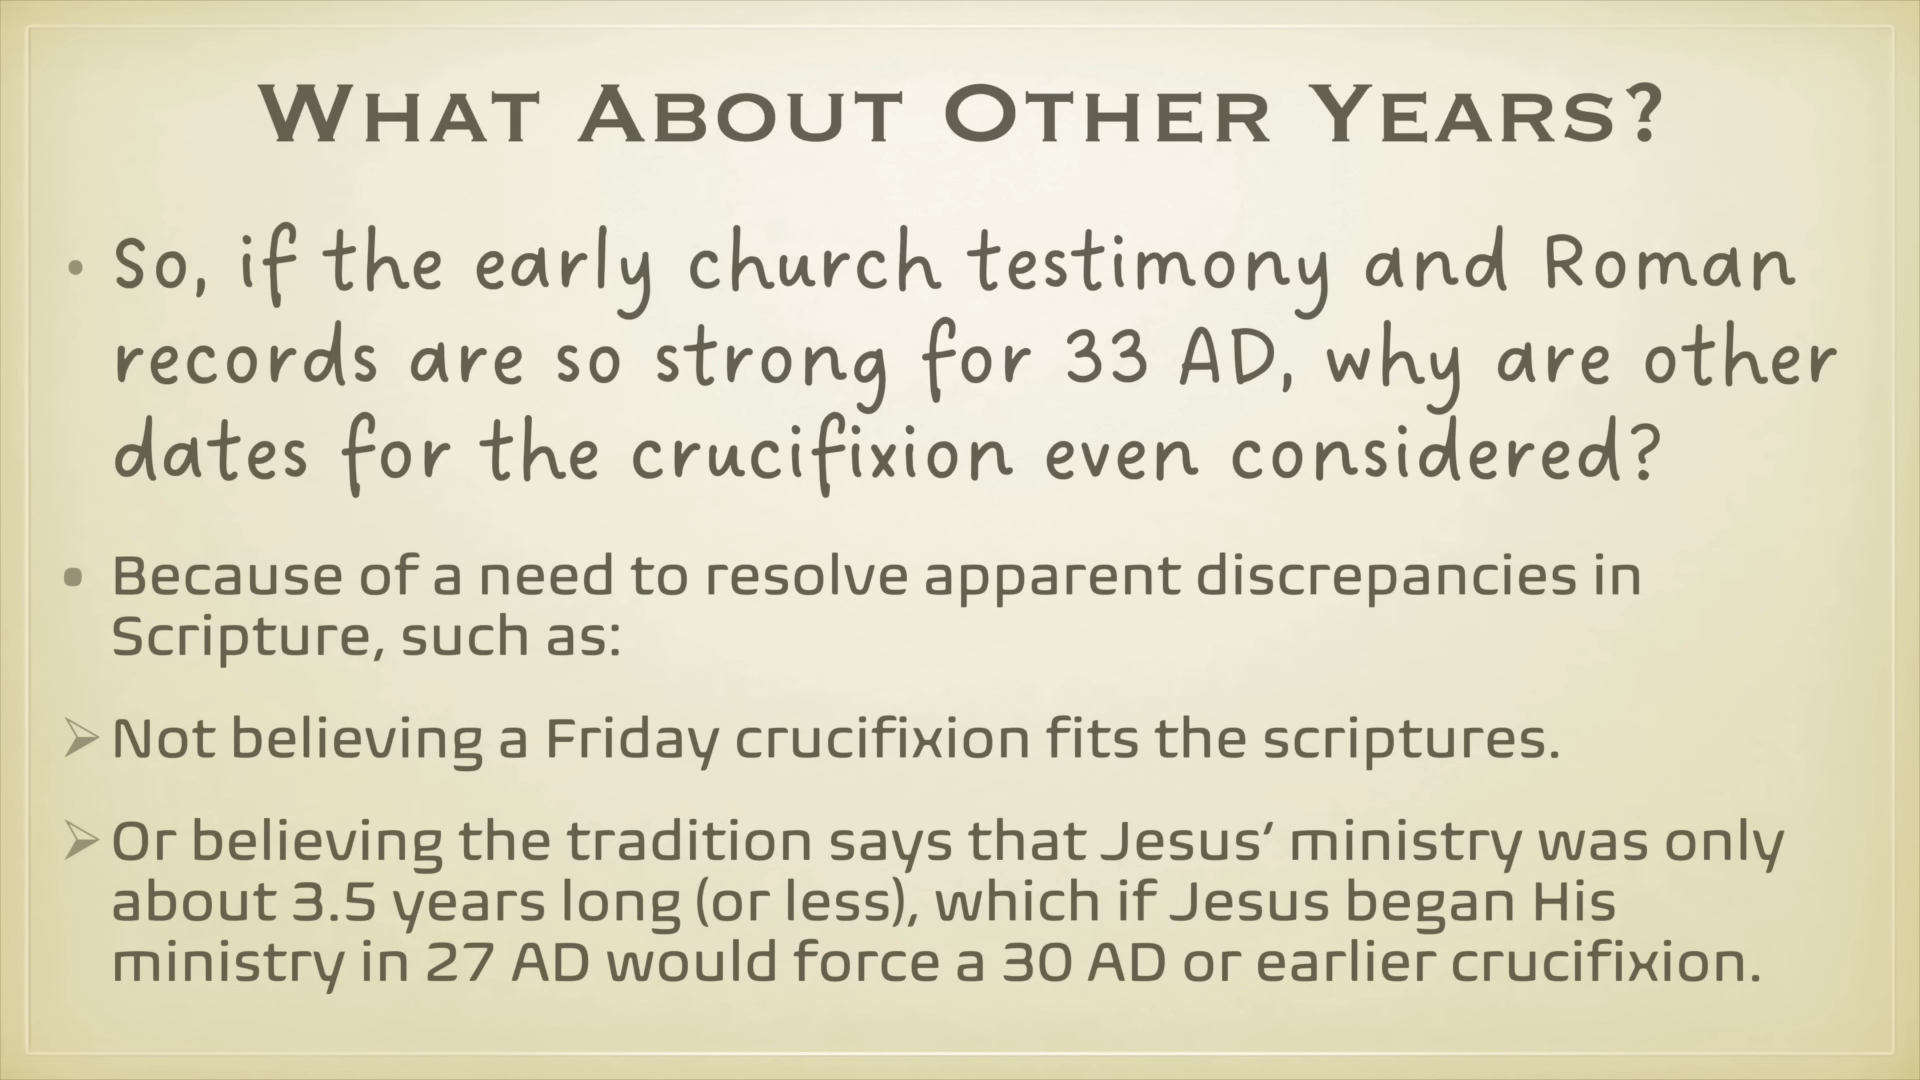 What About Other Years?
• So, if the early church testimony and Roman
records are so strong for 33 AD, why are other
dates for the crucifixion even considered?
• Because of a need to resolve apparent discrepancies in
Scripture, such as:
➢ Not believing a Friday crucifixion fits the scriptures.
➢ Or believing the tradition says that Jesus’ ministry was only
about 3.5 years long (or less), which if Jesus began His
ministry in 27 AD would force a 30 AD or earlier crucifixion.